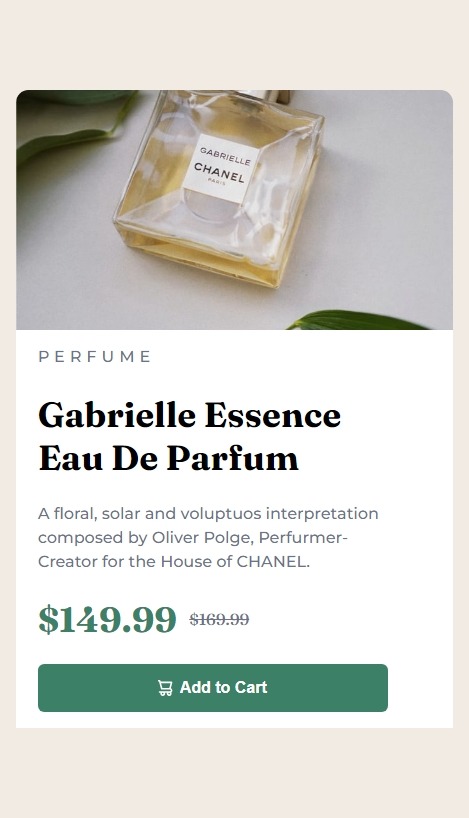 GABRIELLE
CHANEL
PARIS
PERFUME
Gabrielle Essence
Eau De Parfum
A floral, solar and voluptuos interpretation
composed by Oliver Polge, Perfurmer-
Creator for the House of CHANEL.
$149.99 $169.99
Add to Cart